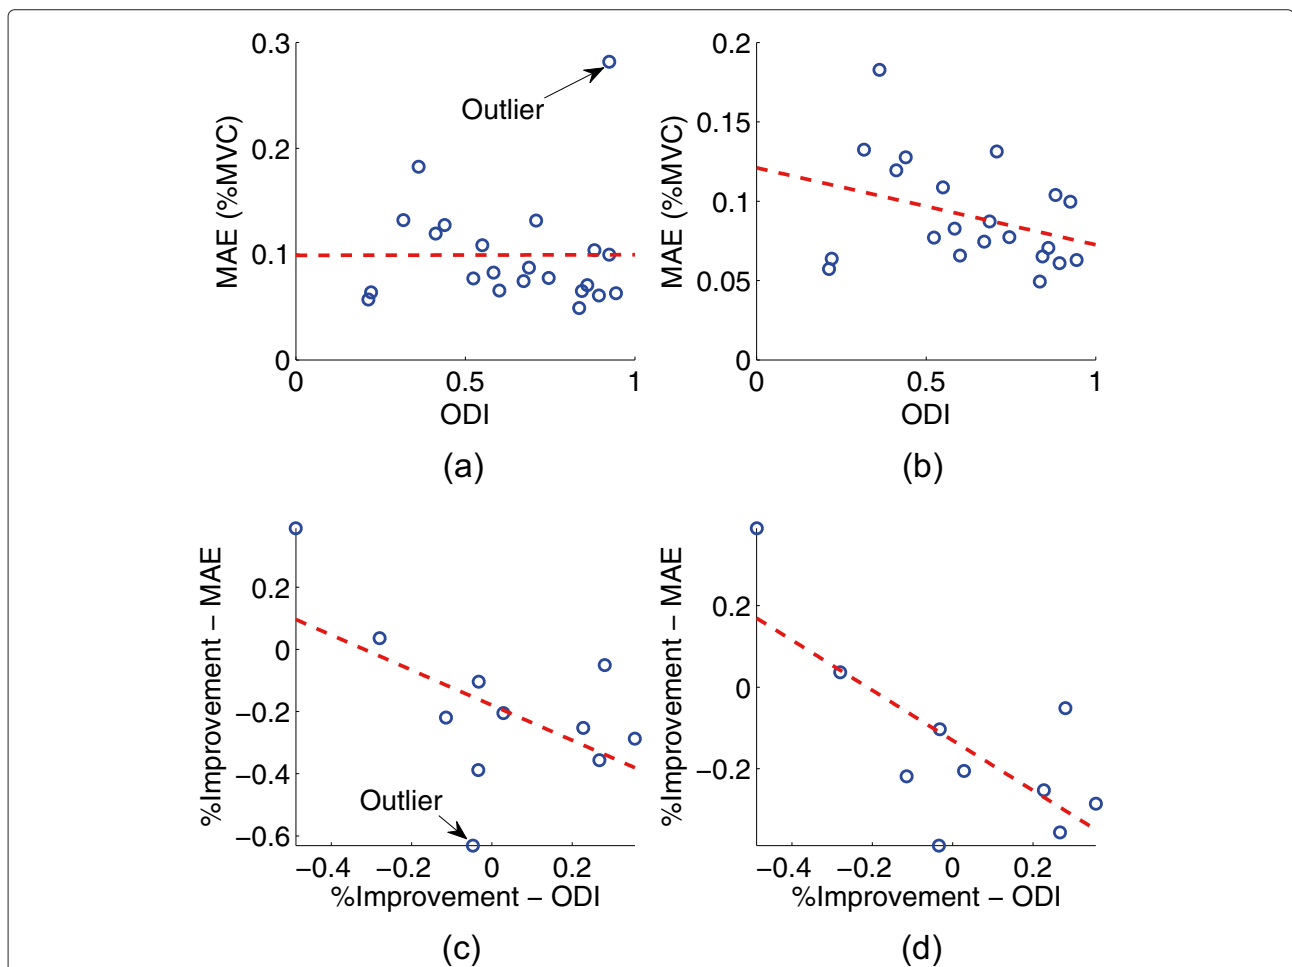 0.3
0.2
0.1
0
0
0.5
1
MAE (%MVC)
ODI
Outlier
(a)
0.2
0.15
0.1
0.05
0
0
0.5
1
MAE (%MVC)
ODI
(b)
0.2
0
−0.2
−0.4
−0.6
−0.4
−0.2
0
0.2
%Improvement − MAE
%Improvement − ODI
Outlier
(c)
0.2
0
−0.2
−0.4
−0.2
0
0.2
%Improvement − MAE
%Improvement − ODI
(d)